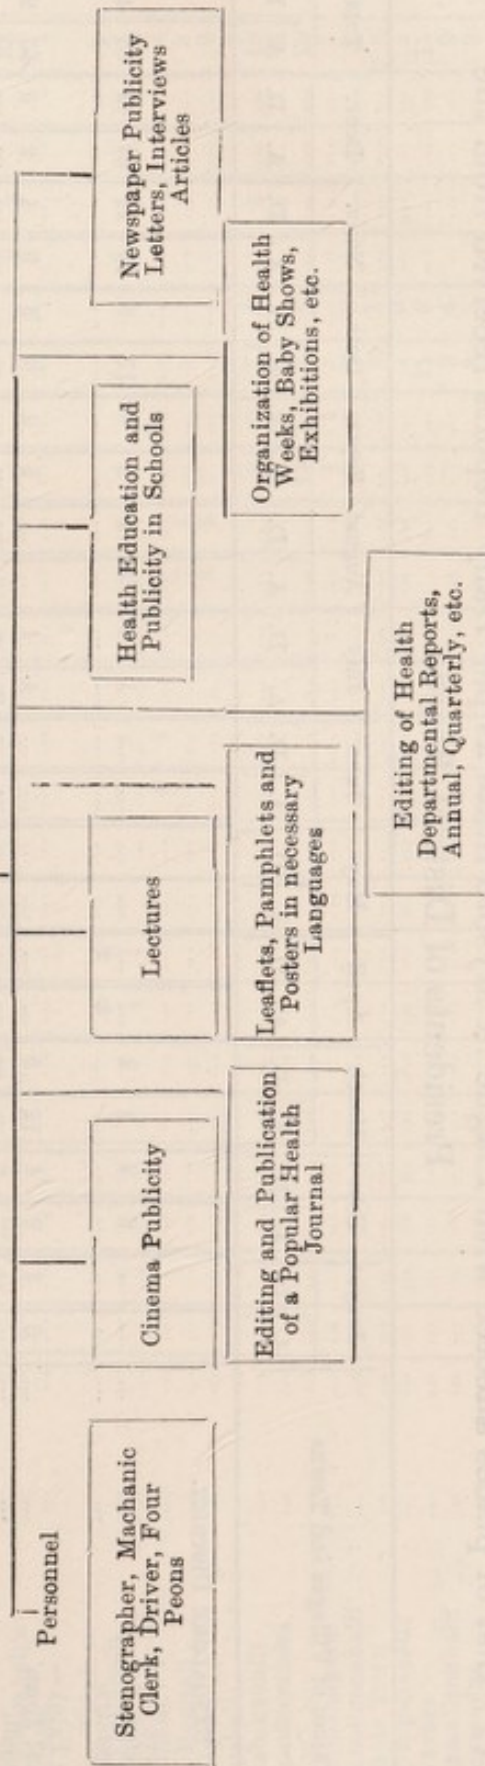 Personnel
Stenographer, Machanic
Clerk, Driver, Four
Peons
Cinema Publicity
Lectures
Health Education and
Publicity in Schools
Newspaper Publicity
Letters, Interviews
Articles
Editing and Publication
of a Popular Health
Journal
Leaflets, Pamphlets and
Posters in necessary
Languages
Organization of Health
Weeks, Baby Shows,
Exhibitions, etc.
Editing of Health
Departmental Reports,
Annual, Quarterly, etc.